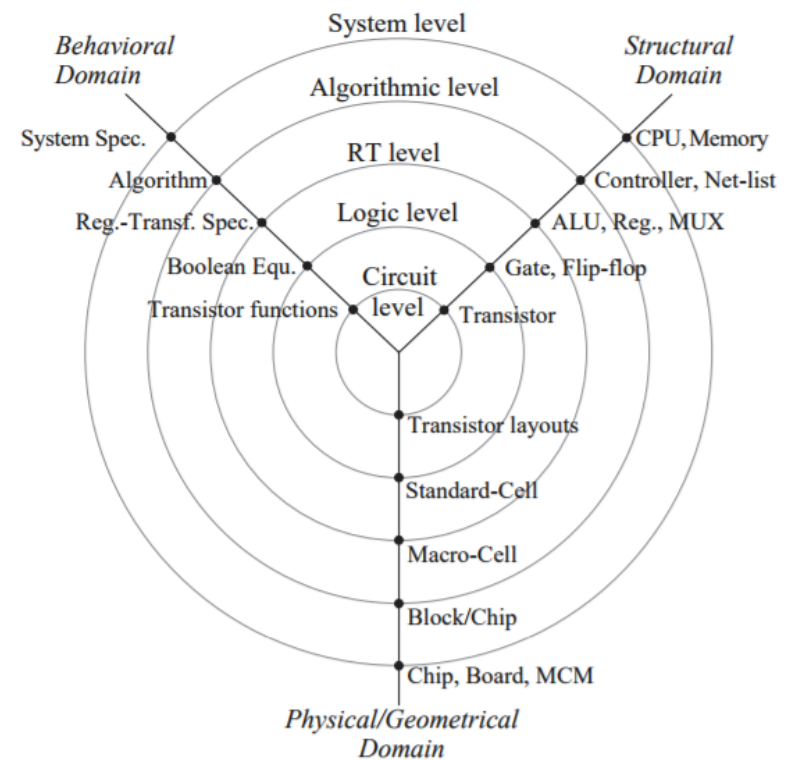 System level
Behavioral
Domain
Structural
Domain
Algorithmic level
System Spec.
CPU, Memory
RT level
Algorithm
Controller, Net-list
Logic level
Reg.-Transf. Spec.
ALU, Reg., MUX
Boolean Equ.
Gate, Flip-flop
Circuit
level
Transistor functions
Transistor
Transistor layouts
Standard-Cell
Macro-Cell
Block/Chip
Chip, Board, MCM
Physical/Geometrical
Domain